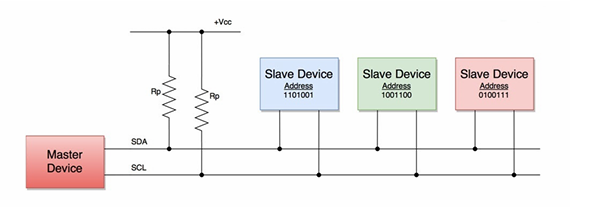 +Vcc
Rp
Rp
Slave Device
Address
1101001
Slave Device
Address
1001100
Slave Device
Address
0100111
SDA
SCL
Master
Device